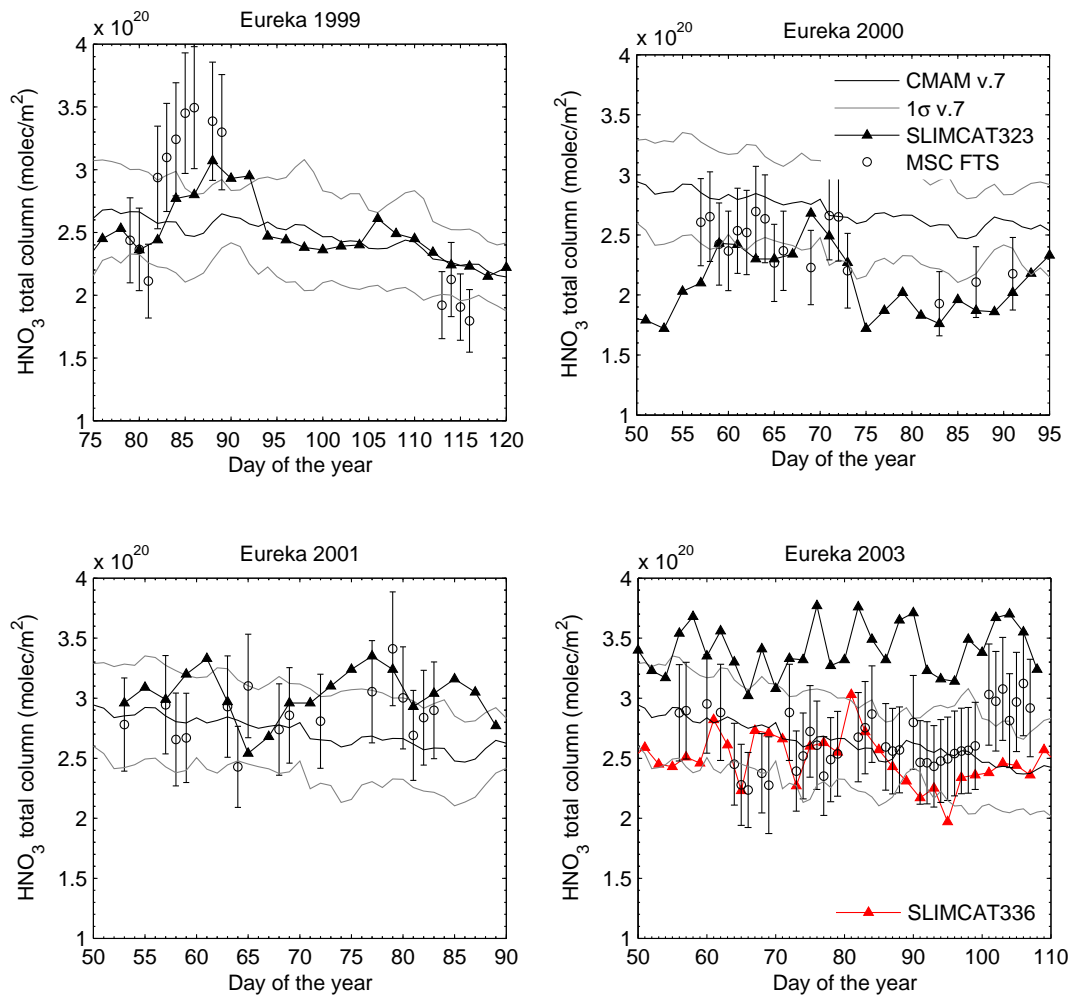 Eureka 1999
x 10^20
HNO3 total column (molec/m^2)
4
3.5
3
2.5
2
1.5
1
75 80 85 90 95 100 105 110 115 120
Day of the year
Eureka 2000
x 10^20
HNO3 total column (molec/m^2)
4
3.5
3
2.5
2
1.5
1
CMAM v.7
1σ v.7
SLIMCAT323
MSC FTS
50 55 60 65 70 75 80 85 90 95
Day of the year
Eureka 2001
x 10^20
HNO3 total column (molec/m^2)
4
3.5
3
2.5
2
1.5
1
50 55 60 65 70 75 80 85 90
Day of the year
Eureka 2003
x 10^20
HNO3 total column (molec/m^2)
4
3.5
3
2.5
2
1.5
1
SLIMCAT336
50 60 70 80 90 100 110
Day of the year